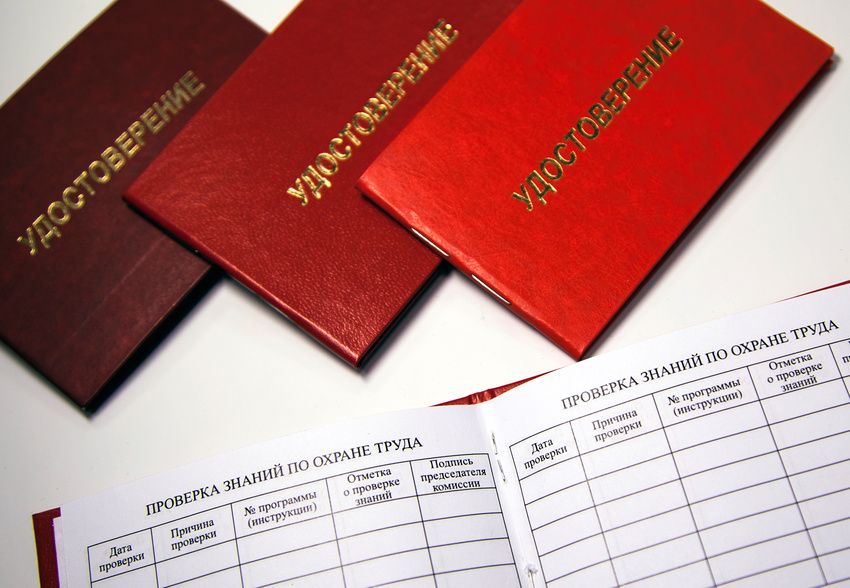 УДОСТОВЕРЕНИЕ
УДОСТОВЕРЕНИЕ
УДОСТОВЕРЕНИЕ
ПРОВЕРКА ЗНАНИЙ ПО ОХРАНЕ ТРУДА
Дата
проверки
Причина
проверки
№ программы
(инструкции)
Отметка
о проверке
знаний
Подпись
председателя
комиссии
ПРОВЕРКА ЗНАНИЙ ПО ОХРАНЕ ТРУДА
Дата
проверки
Причина
проверки
№ программы
(инструкции)
Отметка
о проверке
знаний